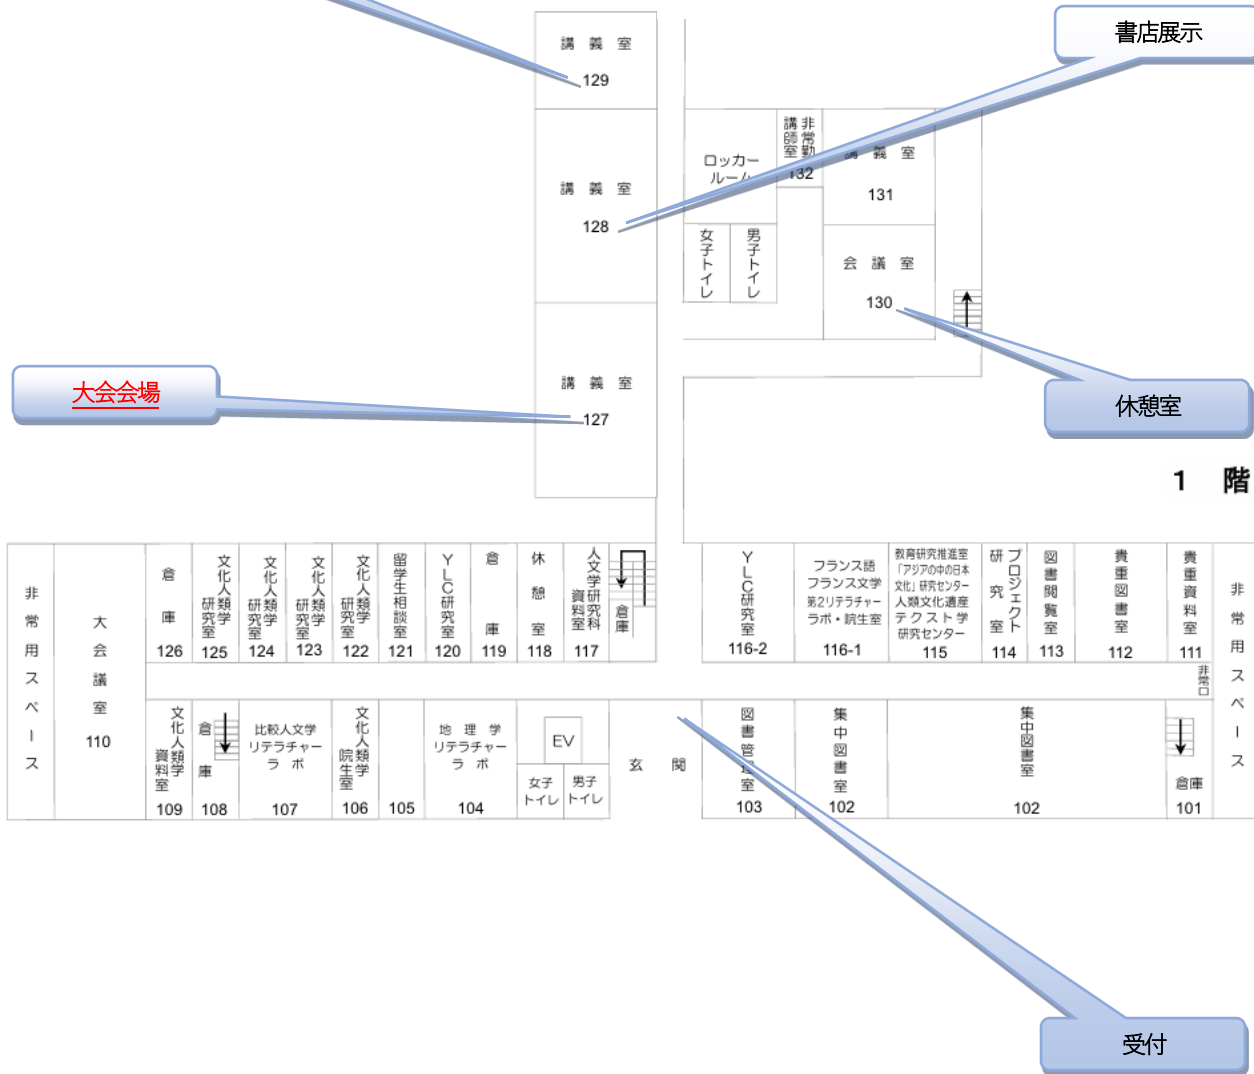 書店展示
講義室
129
講義室
128
ロッカー
ルーム
非常勤
講師室
132
講義室
131
女子トイレ
男子トイレ
会議室
130
大会会場
講義室
127
休憩室
1 階
非常用スペース
大会議室
110
倉庫
126
文化人類学
研究室
125
文化人類学
研究室
124
文化人類学
研究室
123
文化人類学
研究室
122
留学生相談室
121
YLC研究室
120
倉庫
119
休憩室
118
人文学研究科
資料室
117
倉庫
YLC研究室
116-2
フランス語
フランス文学
第2リテラチャー
ラボ・院生室
116-1
教育研究推進室
「アジアの中の日本
文化」研究センター
人類文化遺産
テクスト学
研究センター
115
プロジェクト
研究室
114
図書閲覧室
113
貴重図書室
112
貴重資料室
111
非常口
非常用スペース
文化人類学
資料室
109
倉庫
108
比較人文学
リテラチャー
ラボ
107
文化人類学
院生室
106
105
地理学
リテラチャー
ラボ
104
EV
女子
トイレ
男子
トイレ
玄関
図書管理室
103
集中図書室
102
集中図書室
102
倉庫
101
受付